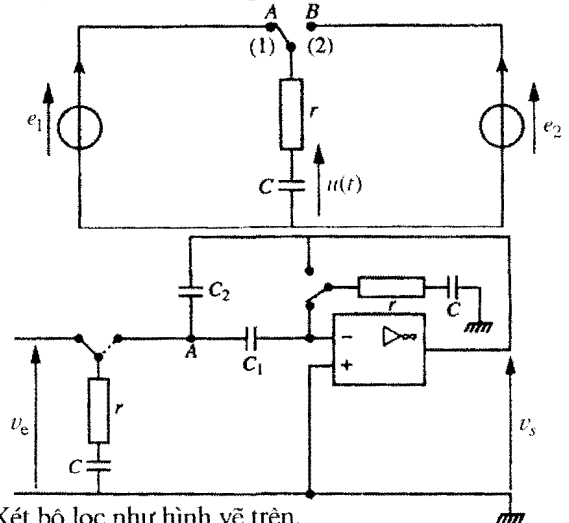 A B
(1) (2)
e₁ r e₂
C u(t)
C₂
r C
A C₁ −
+
vₑ r vₛ
C
Xét bộ lọc như hình vẽ trên.